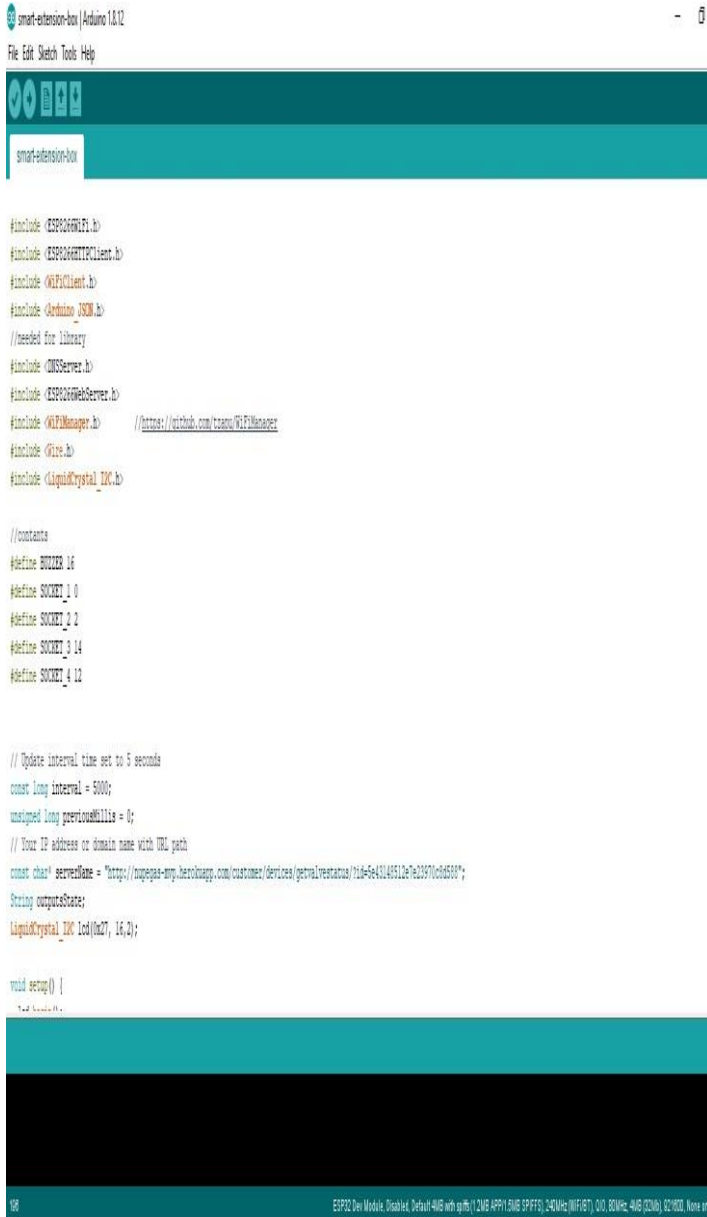 smart-extension-box | Arduino 1.8.12
File Edit Sketch Tools Help
smart-extension-box
#include <ESP8266WiFi.h>
#include <ESP8266HTTPClient.h>
#include <WiFiClient.h>
#include <Arduino_JSON.h>
//needed for library
#include <DNSServer.h>
#include <ESP8266WebServer.h>
#include <WiFiManager.h> //https://github.com/tzapu/WiFiManager
#include <Wire.h>
#include <LiquidCrystal_I2C.h>
//contants
#define BUZZER 16
#define SOCKET_1 0
#define SOCKET_2 2
#define SOCKET_3 14
#define SOCKET_4 12
// Update interval time set to 5 seconds
const long interval = 5000;
unsigned long previousMillis = 0;
// Your IP address or domain name with URL path
const char* serverName =
String outputsState;
LiquidCrystal_I2C lcd(0x27, 16,2);
void setup() {
196
ESP32 Dev Module, Disabled, Default 4MB with spiffs (1.2MB APP/1.5MB SPIFFS), 240MHz (WiFi/BT), QIO, 80MHz, 4MB (32Mb), 921600, None on